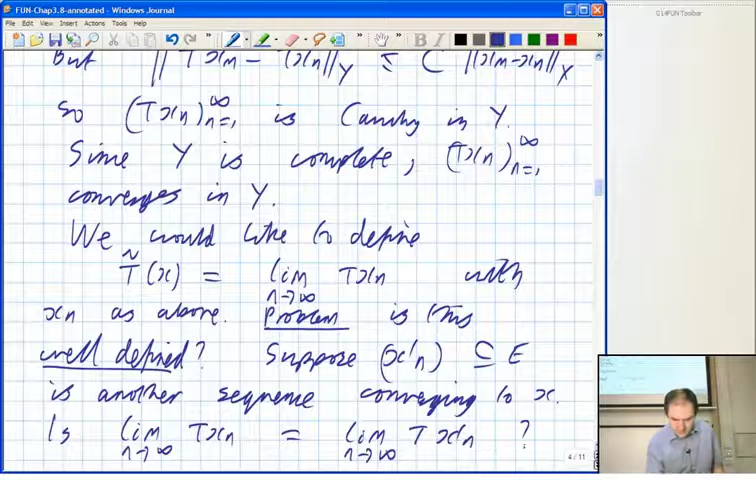 FUN-Chap3.8-annotated - Windows Journal
G14FUN Toolbar
File Edit View Insert Actions Tools Help
But ||Txm - Txn||Y ≤ C ||xm-xn||X
So (Txn)n=1^∞ is Cauchy in Y.
Since Y is complete, (Txn)n=1^∞
converges in Y.
We would like to define
T̃(x) = lim n→∞ Txn with
xn as above. Problem is this
well defined? Suppose (x'n) ⊆ E
is another sequence converging to x.
Is lim n→∞ Txn = lim n→∞ Tx'n ?
4 / 11